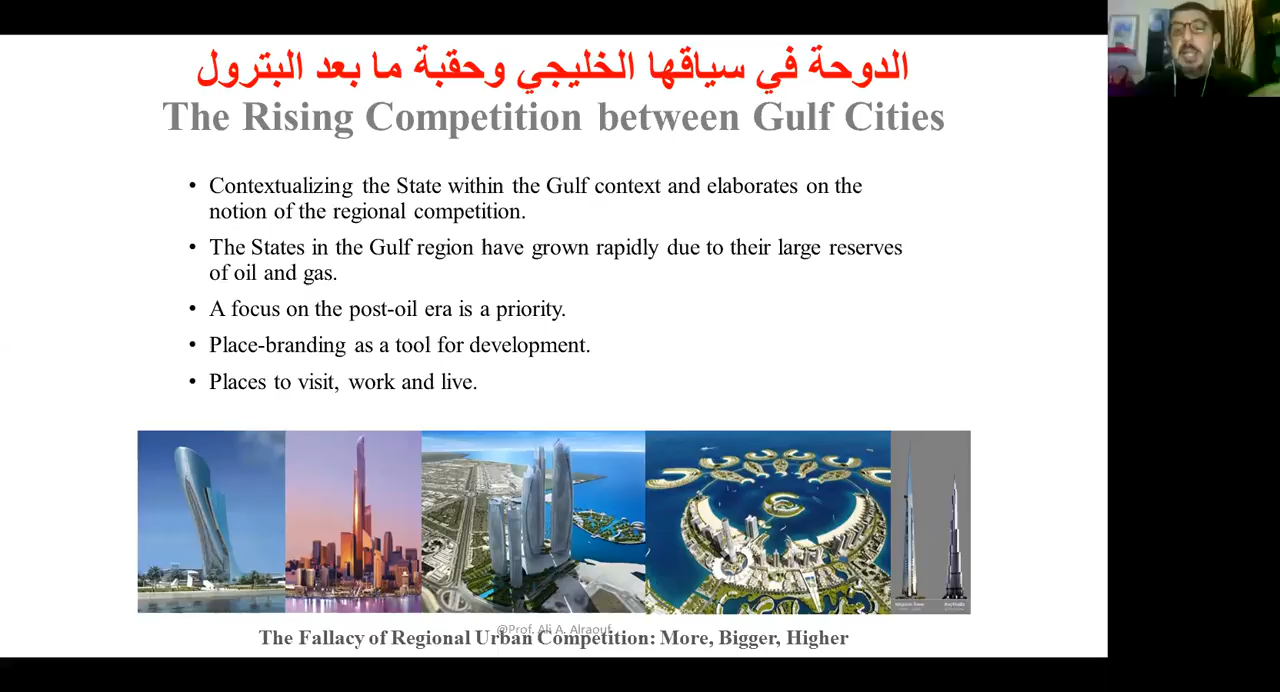 الدوحة في سياقها الخليجي وحقبة ما بعد البترول
The Rising Competition between Gulf Cities
• Contextualizing the State within the Gulf context and elaborates on the
notion of the regional competition.
• The States in the Gulf region have grown rapidly due to their large reserves
of oil and gas.
• A focus on the post-oil era is a priority.
• Place-branding as a tool for development.
• Places to visit, work and live.
@Prof. Ali A. Alraouf
The Fallacy of Regional Urban Competition: More, Bigger, Higher